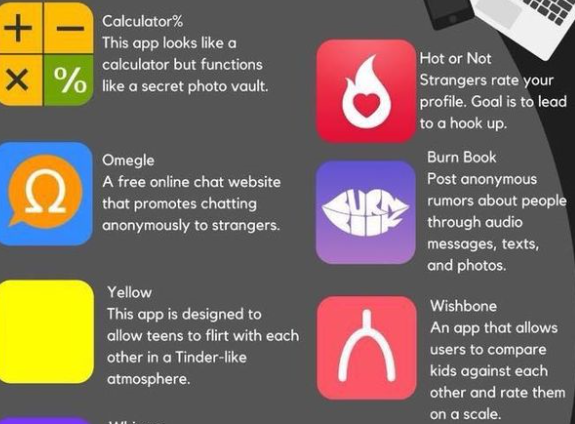 Calculator%
This app looks like a
calculator but functions
like a secret photo vault.
Omegle
A free online chat website
that promotes chatting
anonymously to strangers.
Yellow
This app is designed to
allow teens to flirt with each
other in a Tinder-like
atmosphere.
Hot or Not
Strangers rate your
profile. Goal is to lead
to a hook up.
BURN
BOOK
Burn Book
Post anonymous
rumors about people
through audio
messages, texts,
and photos.
Wishbone
An app that allows
users to compare
kids against each
other and rate them
on a scale.